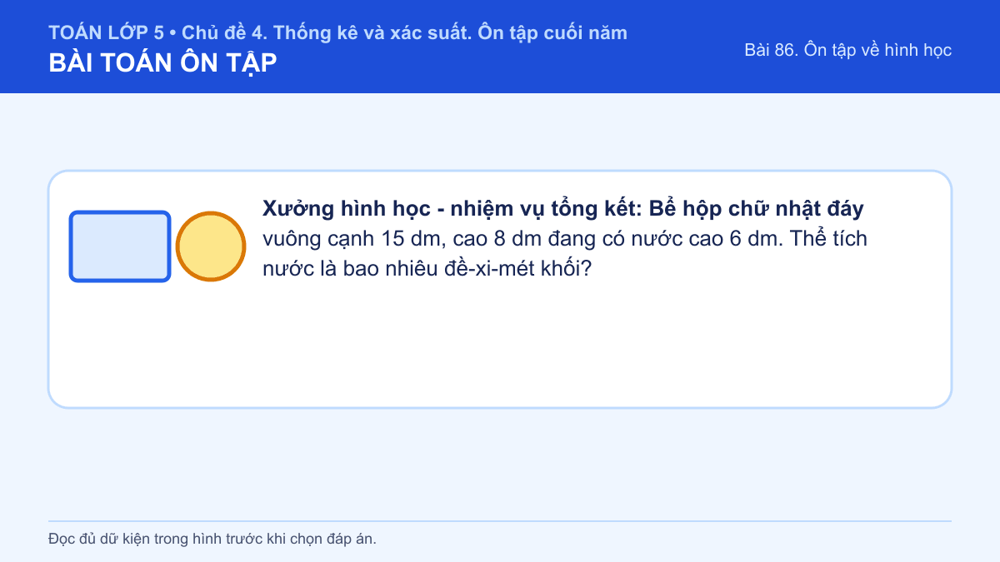 TOÁN LỚP 5 • Chủ đề 4. Thống kê và xác suất. Ôn tập cuối năm
BÀI TOÁN ÔN TẬP
Bài 86. Ôn tập về hình học
Xưởng hình học - nhiệm vụ tổng kết: Bể hộp chữ nhật đáy
vuông cạnh 15 dm, cao 8 dm đang có nước cao 6 dm. Thể tích
nước là bao nhiêu đề-xi-mét khối?
Đọc đủ dữ kiện trong hình trước khi chọn đáp án.